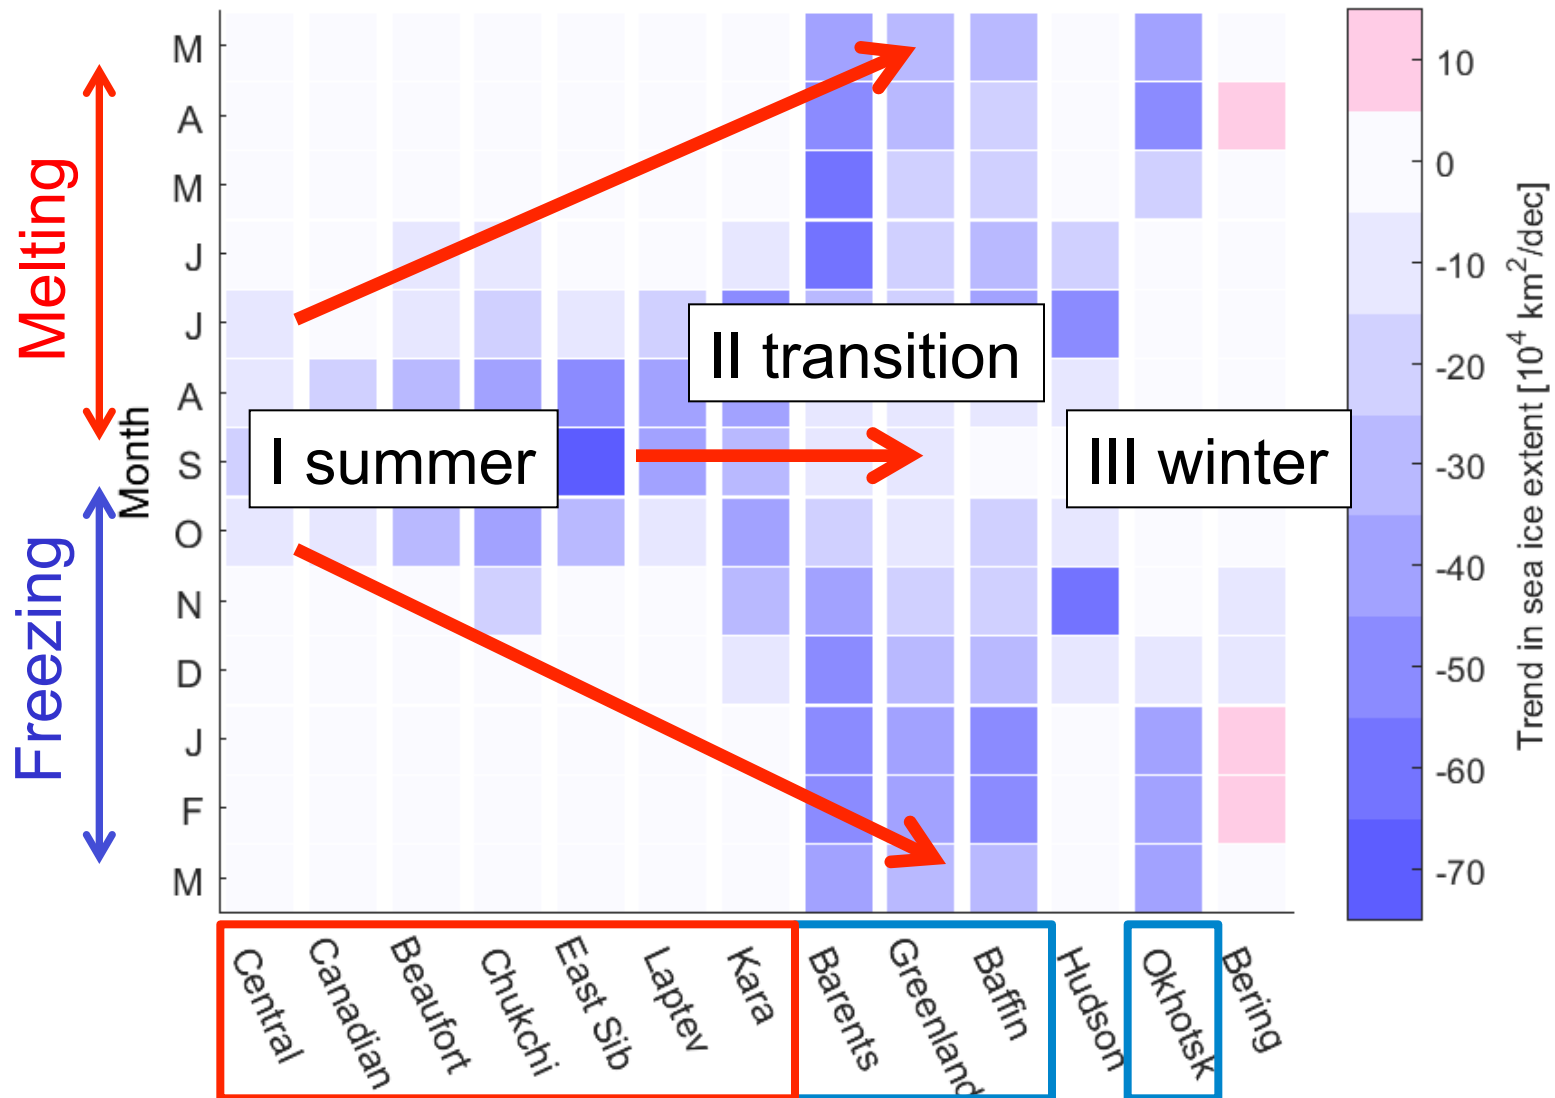 Melting
Freezing
Month
M
A
M
J
J
A
S
O
N
D
J
F
M
I summer
II transition
III winter
Central
Canadian
Beaufort
Chukchi
East Sib
Laptev
Kara
Barents
Greenland
Baffin
Hudson
Okhotsk
Bering
10
0
-10
-20
-30
-40
-50
-60
-70
Trend in sea ice extent [10⁴ km²/dec]